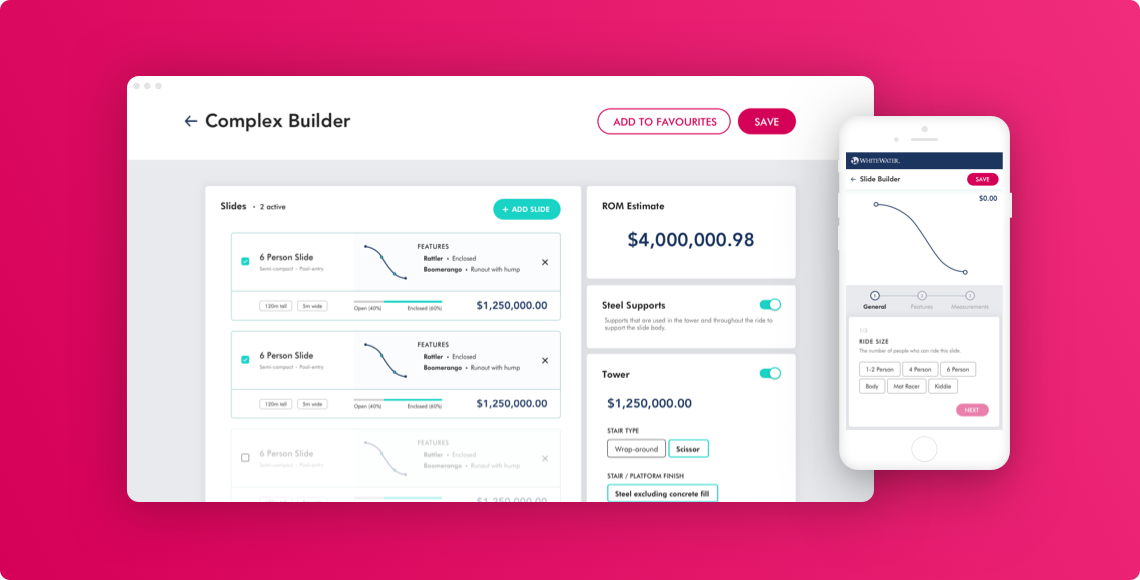 Complex Builder
ADD TO FAVOURITES
SAVE
Slides • 2 active
+ ADD SLIDE
6 Person Slide
Semi-compact • Pool-entry
FEATURES
Rattler • Enclosed
Boomerango • Runout with hump
120m tall
5m wide
Open (40%)
Enclosed (60%)
$1,250,000.00
6 Person Slide
Semi-compact • Pool-entry
FEATURES
Rattler • Enclosed
Boomerango • Runout with hump
120m tall
5m wide
Open (40%)
Enclosed (60%)
$1,250,000.00
6 Person Slide
Semi-compact • Pool-entry
FEATURES
Rattler • Enclosed
Boomerango • Runout with hump
$1,250,000.00
ROM Estimate
$4,000,000.98
Steel Supports
Supports that are used in the tower and throughout the ride to
support the slide body.
Tower
$1,250,000.00
STAIR TYPE
Wrap-around
Scissor
STAIR / PLATFORM FINISH
Steel excluding concrete fill
WHITEWATER
Slide Builder
SAVE
$0.00
1
2
3
General
Features
Measurements
1/5
RIDE SIZE
The number of people who can ride this slide.
1-2 Person
4 Person
6 Person
Body
Mat Racer
Kiddie
NEXT